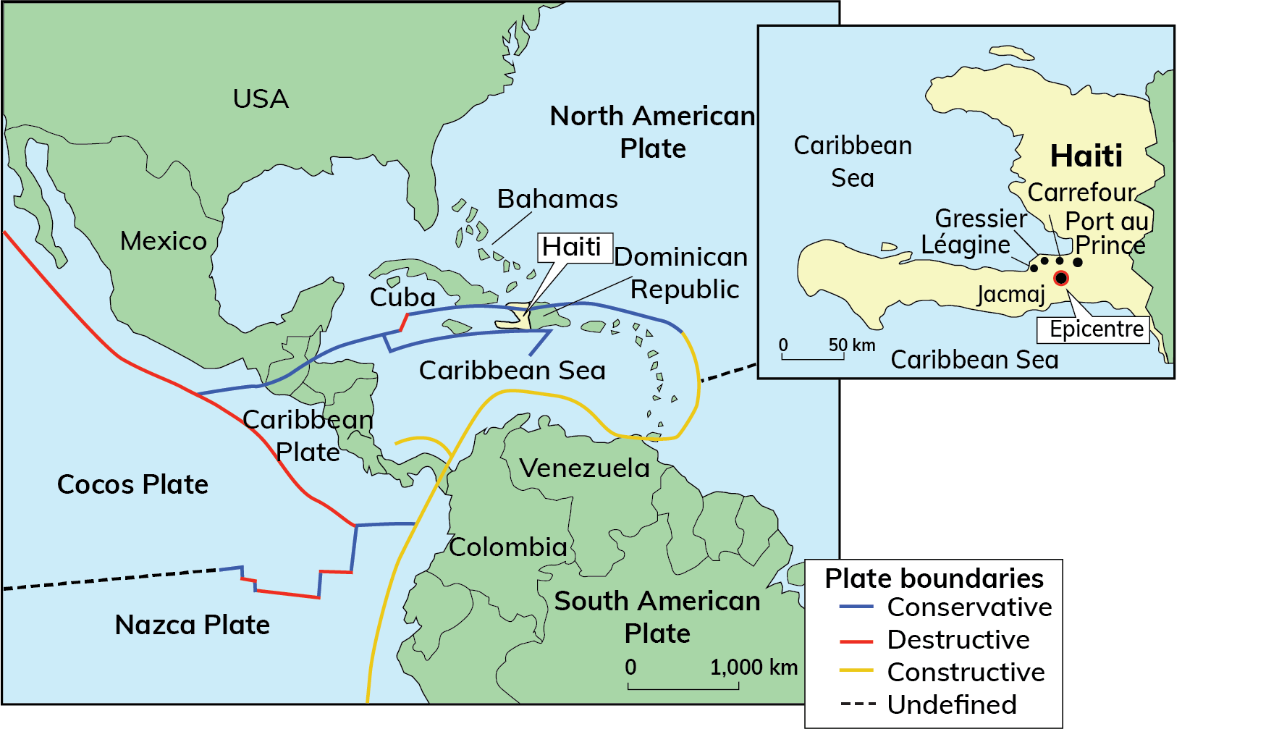 USA
North American
Plate
Bahamas
Mexico
Haiti
Dominican
Republic
Cuba
Caribbean Sea
Caribbean
Plate
Venezuela
Cocos Plate
Colombia
South American
Plate
Nazca Plate
0 1,000 km
Caribbean
Sea
Haiti
Carrefour
Gressier
Port au
Prince
Léagine
Jacmaj
Epicentre
0 50 km
Caribbean Sea
Plate boundaries
Conservative
Destructive
Constructive
Undefined